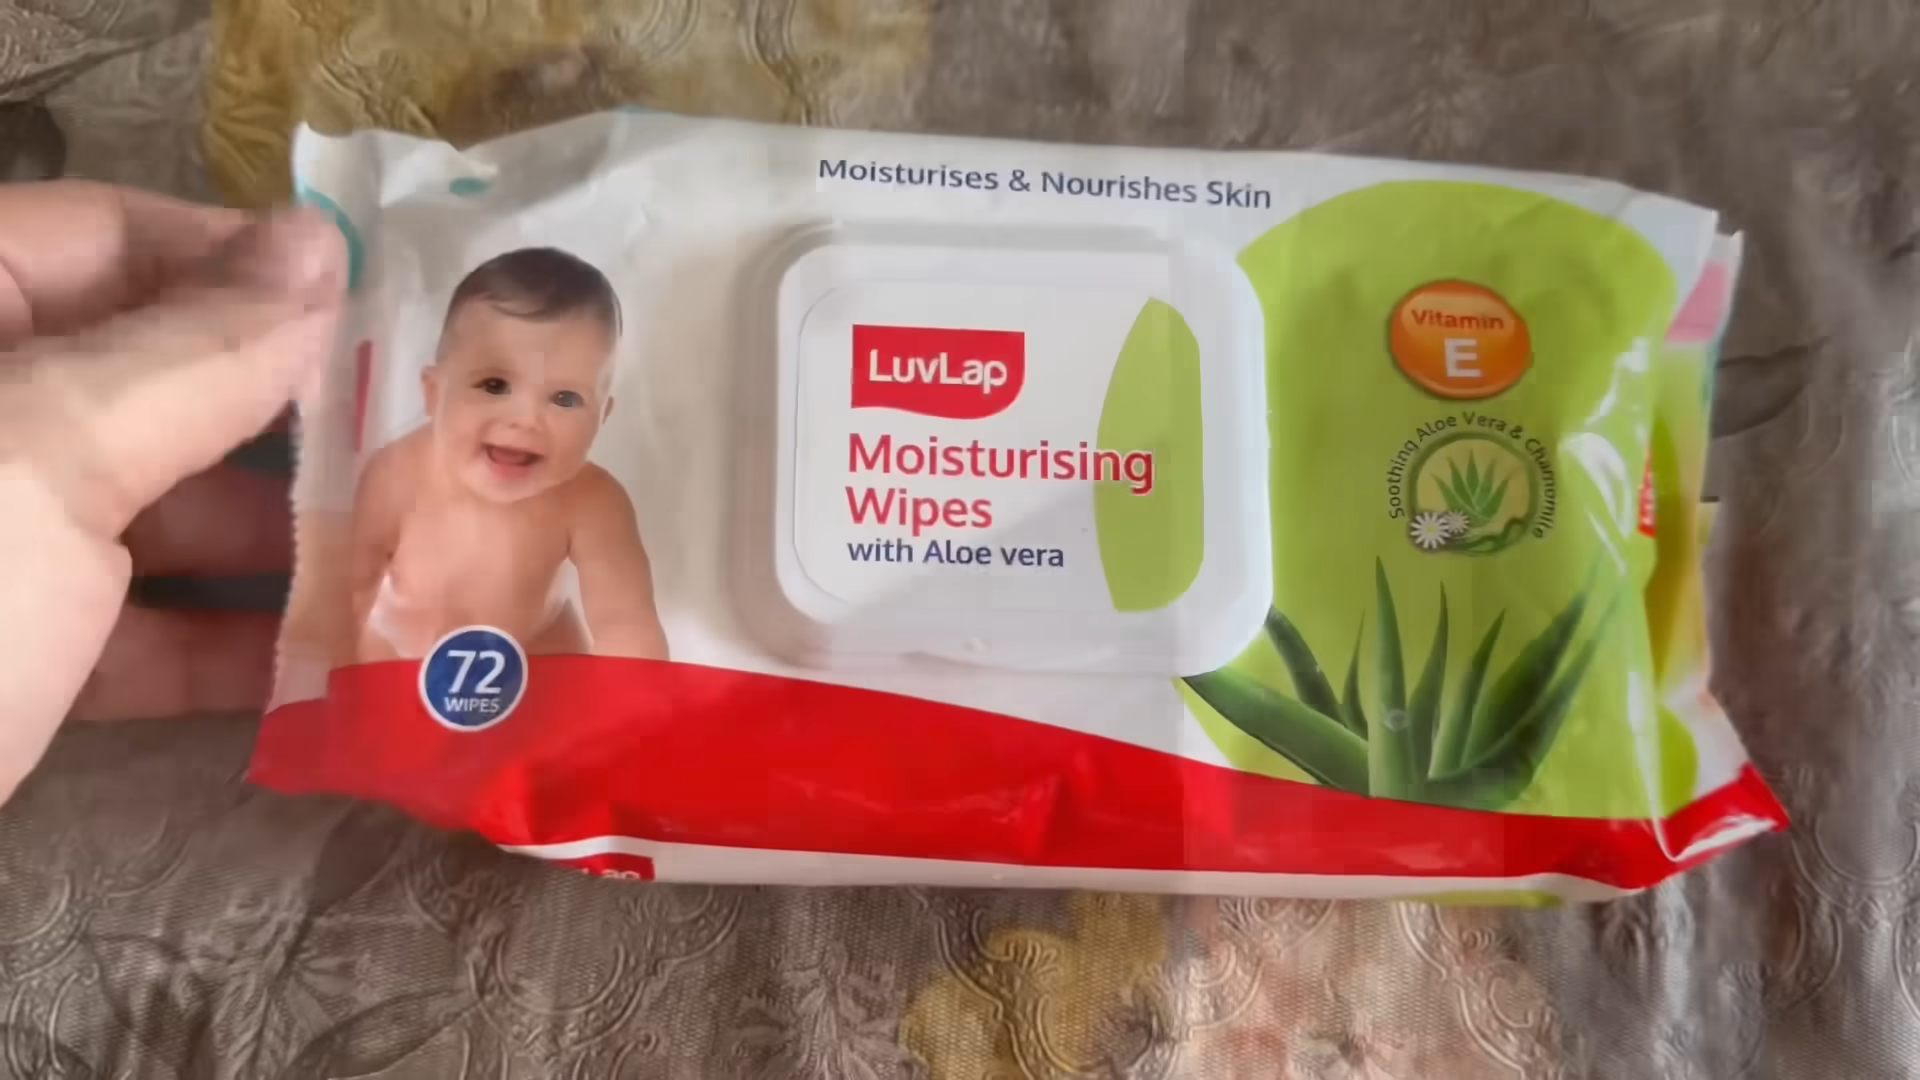 Moisturises & Nourishes Skin
LuvLap
Moisturising
Wipes
with Aloe vera
Vitamin
E
Soothing Aloe Vera & Chamomile
72
WIPES